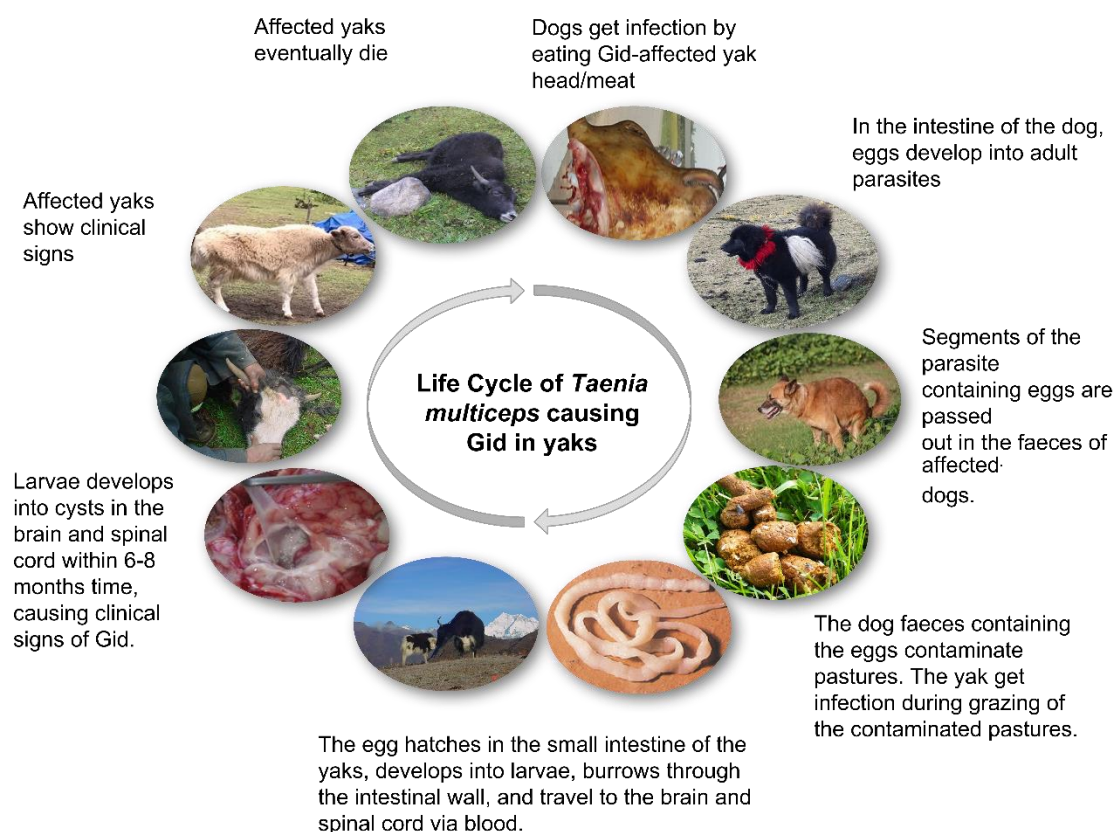 Affected yaks
eventually die
Dogs get infection by
eating Gid-affected yak
head/meat
In the intestine of the dog,
eggs develop into adult
parasites
Segments of the
parasite
containing eggs are
passed
out in the faeces of
affected.
dogs.
The dog faeces containing
the eggs contaminate
pastures. The yak get
infection during grazing of
the contaminated pastures.
The egg hatches in the small intestine of the
yaks, develops into larvae, burrows through
the intestinal wall, and travel to the brain and
spinal cord via blood.
Larvae develops
into cysts in the
brain and spinal
cord within 6-8
months time,
causing clinical
signs of Gid.
Affected yaks
show clinical
signs
Life Cycle of Taenia
multiceps causing
Gid in yaks